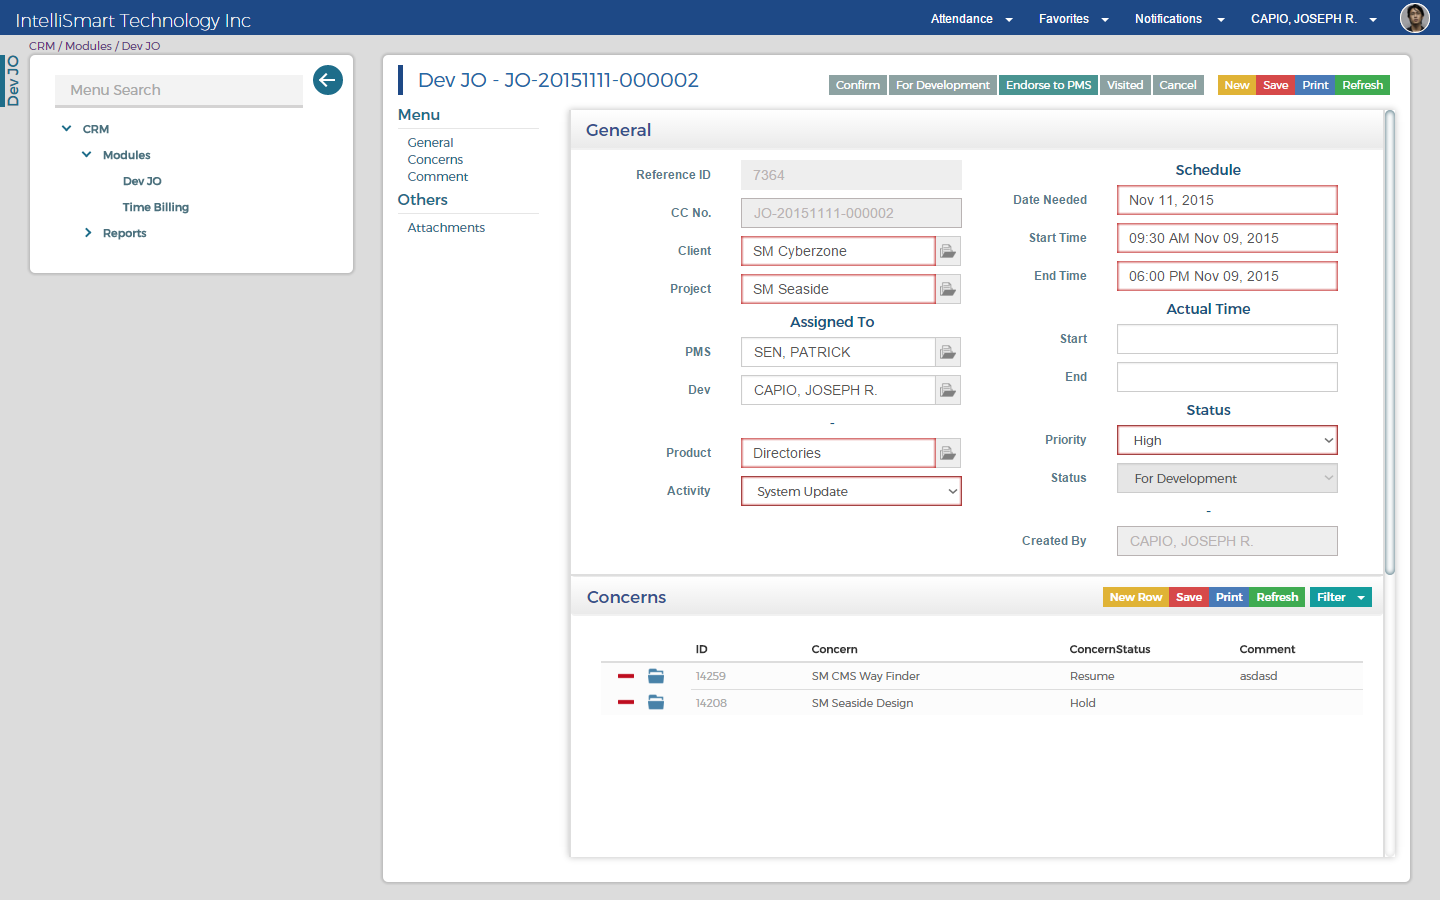 IntelliSmart Technology Inc
Attendance
Favorites
Notifications
CAPIO, JOSEPH R.
CRM / Modules / Dev JO
Dev JO
Menu Search
CRM
Modules
Dev JO
Time Billing
Reports
Dev JO - JO-20151111-000002
Confirm
For Development
Endorse to PMS
Visited
Cancel
New
Save
Print
Refresh
Menu
General
Concerns
Comment
Others
Attachments
General
Reference ID
7364
CC No.
JO-20151111-000002
Client
SM Cyberzone
Project
SM Seaside
Assigned To
PMS
SEN, PATRICK
Dev
CAPIO, JOSEPH R.
-
Product
Directories
Activity
System Update
Schedule
Date Needed
Nov 11, 2015
Start Time
09:30 AM Nov 09, 2015
End Time
06:00 PM Nov 09, 2015
Actual Time
Start
End
Status
Priority
High
Status
For Development
-
Created By
CAPIO, JOSEPH R.
Concerns
New Row
Save
Print
Refresh
Filter
ID Concern ConcernStatus Comment
14259 SM CMS Way Finder Resume asdasd
14208 SM Seaside Design Hold